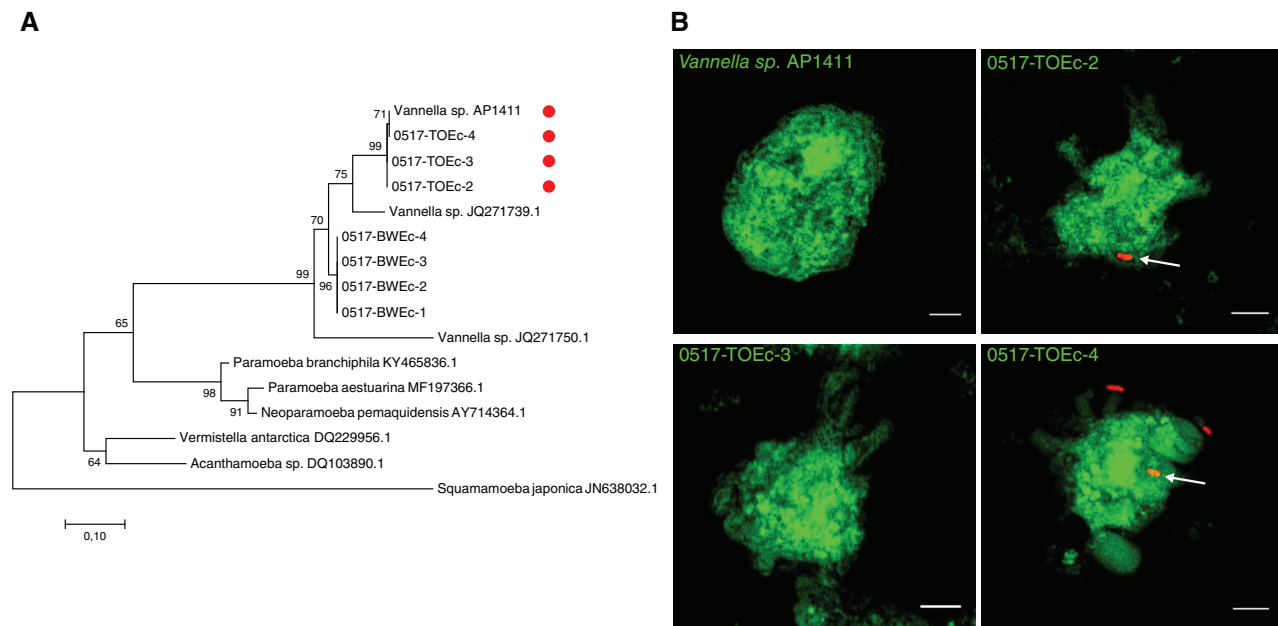 A
71
Vannella sp. AP1411
0517-TOEc-4
99
0517-TOEc-3
0517-TOEc-2
75
Vannella sp. JQ271739.1
70
0517-BWEc-4
0517-BWEc-3
99
96
0517-BWEc-2
0517-BWEc-1
65
Vannella sp. JQ271750.1
Paramoeba branchiphila KY465836.1
98
Paramoeba aestuarina MF197366.1
91
Neoparamoeba pemaquidensis AY714364.1
Vermistella antarctica DQ229956.1
64
Acanthamoeba sp. DQ103890.1
Squamamoeba japonica JN638032.1
0,10
B
Vannella sp. AP1411
0517-TOEc-2
0517-TOEc-3
0517-TOEc-4